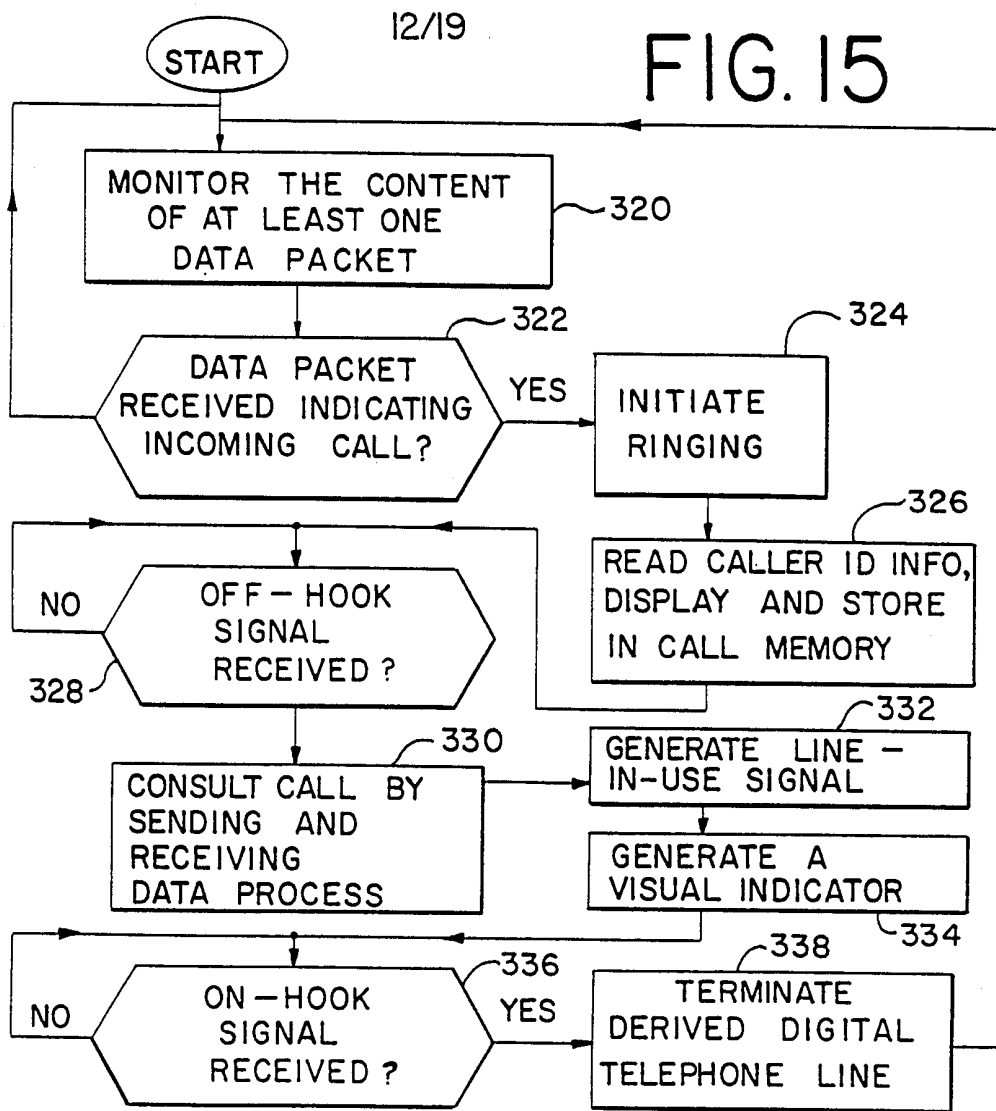 12/19
FIG. 15
START
MONITOR THE CONTENT
OF AT LEAST ONE
DATA PACKET
320
322
DATA PACKET
RECEIVED INDICATING
INCOMING CALL?
YES
324
INITIATE
RINGING
326
READ CALLER ID INFO,
DISPLAY AND STORE
IN CALL MEMORY
NO
OFF-HOOK
SIGNAL
RECEIVED?
328
330
CONSULT CALL BY
SENDING AND
RECEIVING
DATA PROCESS
332
GENERATE LINE-
IN-USE SIGNAL
GENERATE A
VISUAL INDICATOR
334
336
NO
ON-HOOK
SIGNAL
RECEIVED?
YES
338
TERMINATE
DERIVED DIGITAL
TELEPHONE LINE